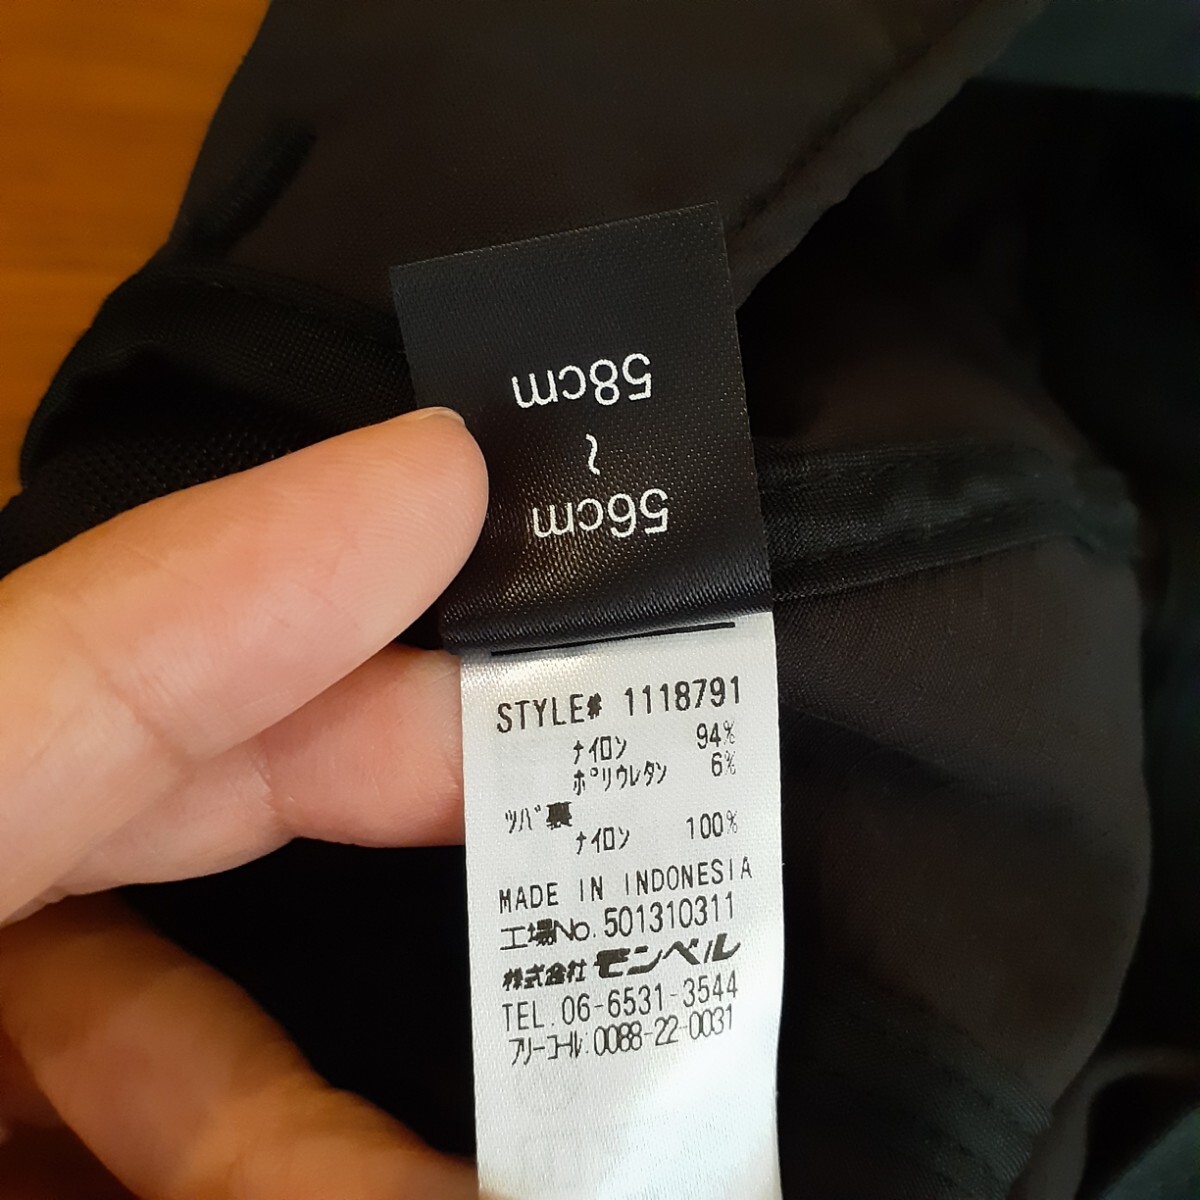 56cm
~
58cm
STYLE# 1118791
ナイロン 94%
ポリウレタン 6%
ツバ裏
ナイロン 100%
MADE IN INDONESIA
工場No. 501310311
株式会社 モンベル
TEL. 06-6531-3544
フリーコール: 0088-22-0031